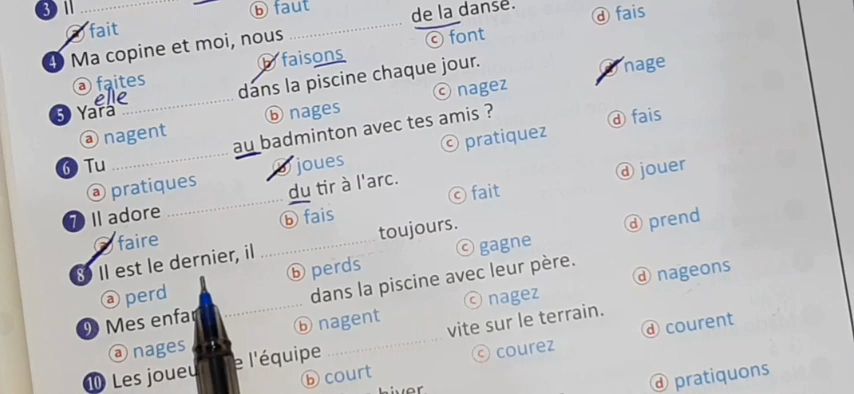 3 Il ............
a fait b faut
4 Ma copine et moi, nous ............ de la danse.
a faites b faisons c font d fais
elle
5 Yara ............ dans la piscine chaque jour.
a nagent b nages c nagez d nage
6 Tu ............ au badminton avec tes amis ?
a pratiques b joues c pratiquez d fais
7 Il adore ............ du tir à l'arc.
a faire b fais c fait d jouer
8 Il est le dernier, il ............ toujours.
a perd b perds c gagne d prend
9 Mes ............ dans la piscine avec leur père.
a nages b nagent c nagez d nageons
10 Les l'équipe ............ vite sur le terrain.
b court c courez d courent
d pratiquons